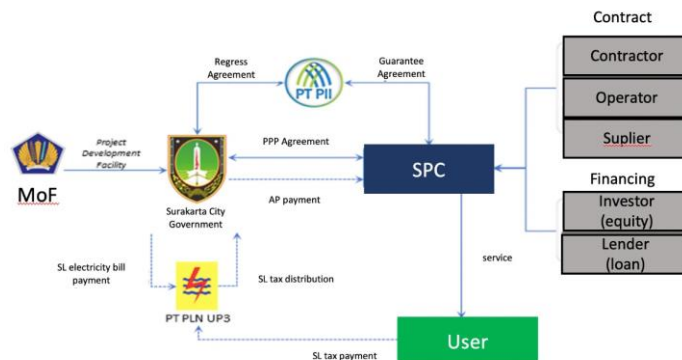 Contract
Regress
Agreement
PT PII
Guarantee
Agreement
Contractor
Operator
Suplier
Project
Development
Facility
MoF
PPP Agreement
SPC
AP payment
Surakarta City
Government
Financing
Investor
(equity)
Lender
(loan)
SL electricity bill
payment
SL tax distribution
service
PT PLN UP3
User
SL tax payment